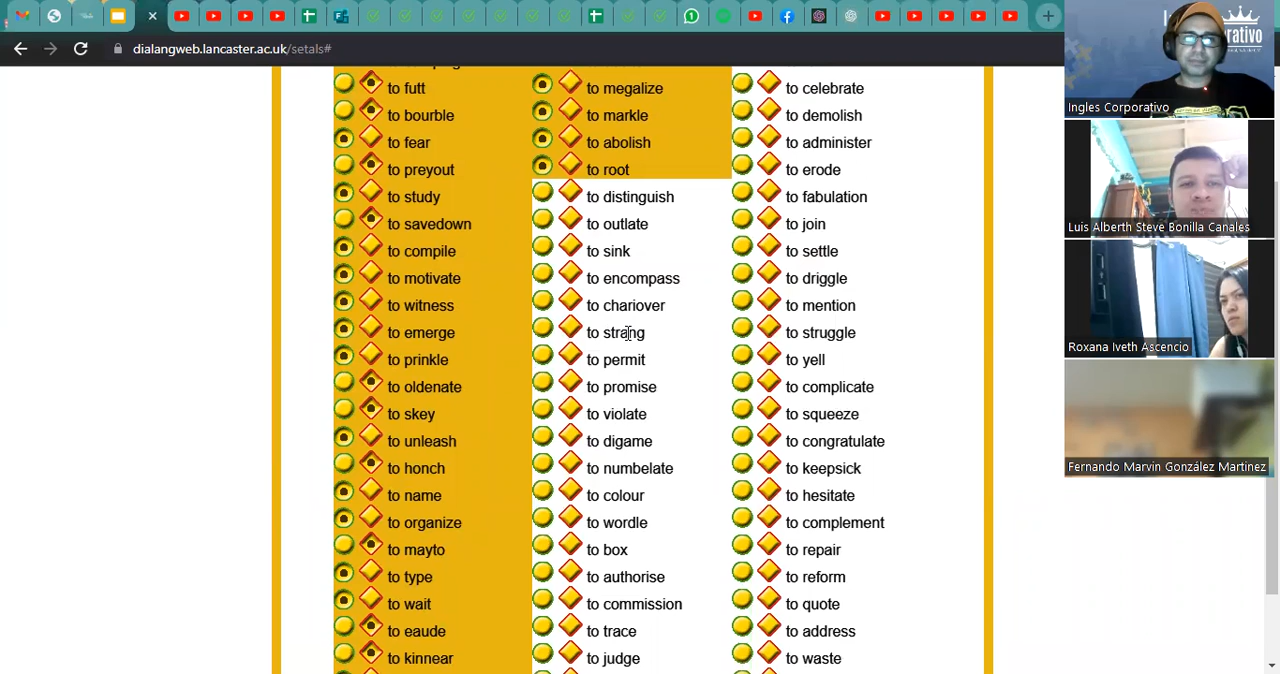 dialangweb.lancaster.ac.uk/setals#
to futt
to bourble
to fear
to preyout
to study
to savedown
to compile
to motivate
to witness
to emerge
to prinkle
to oldenate
to skey
to unleash
to honch
to name
to organize
to mayto
to type
to wait
to eaude
to kinnear
to megalize
to markle
to abolish
to root
to distinguish
to outlate
to sink
to encompass
to chariover
to strang
to permit
to promise
to violate
to digame
to numbelate
to colour
to wordle
to box
to authorise
to commission
to trace
to judge
to celebrate
to demolish
to administer
to erode
to fabulation
to join
to settle
to driggle
to mention
to struggle
to yell
to complicate
to squeeze
to congratulate
to keepsick
to hesitate
to complement
to repair
to reform
to quote
to address
to waste
Ingles Corporativo
Luis Alberth Steve Bonilla Canales
Roxana Iveth Ascencio
Fernando Marvin González Martinez